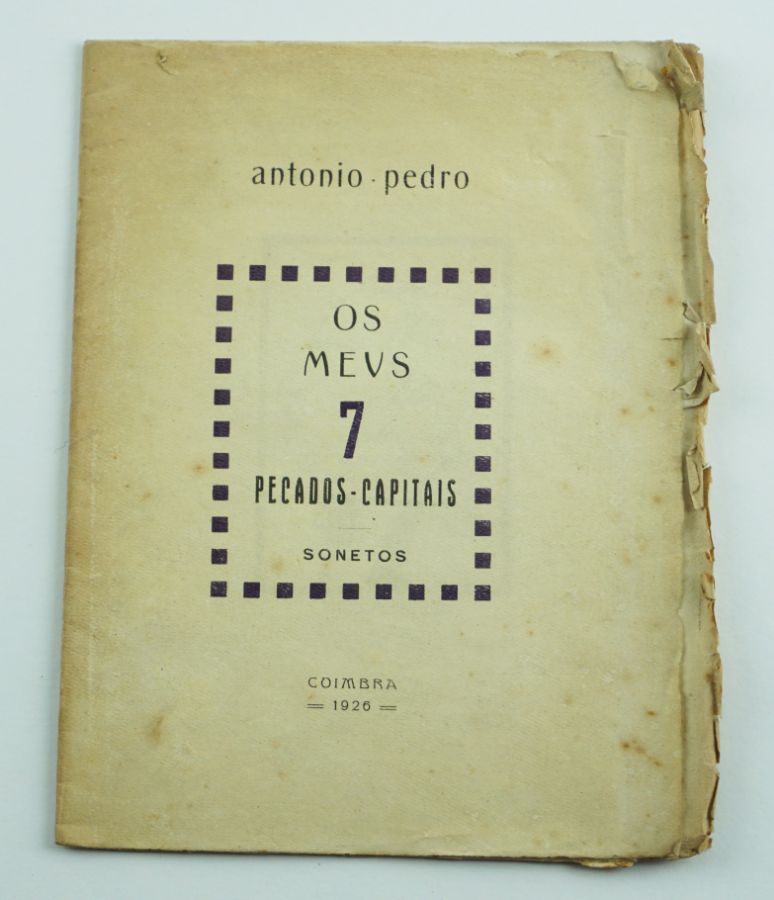 antonio · pedro
OS
MEVS
7
PECADOS-CAPITAIS
SONETOS
COIMBRA
= 1926 =